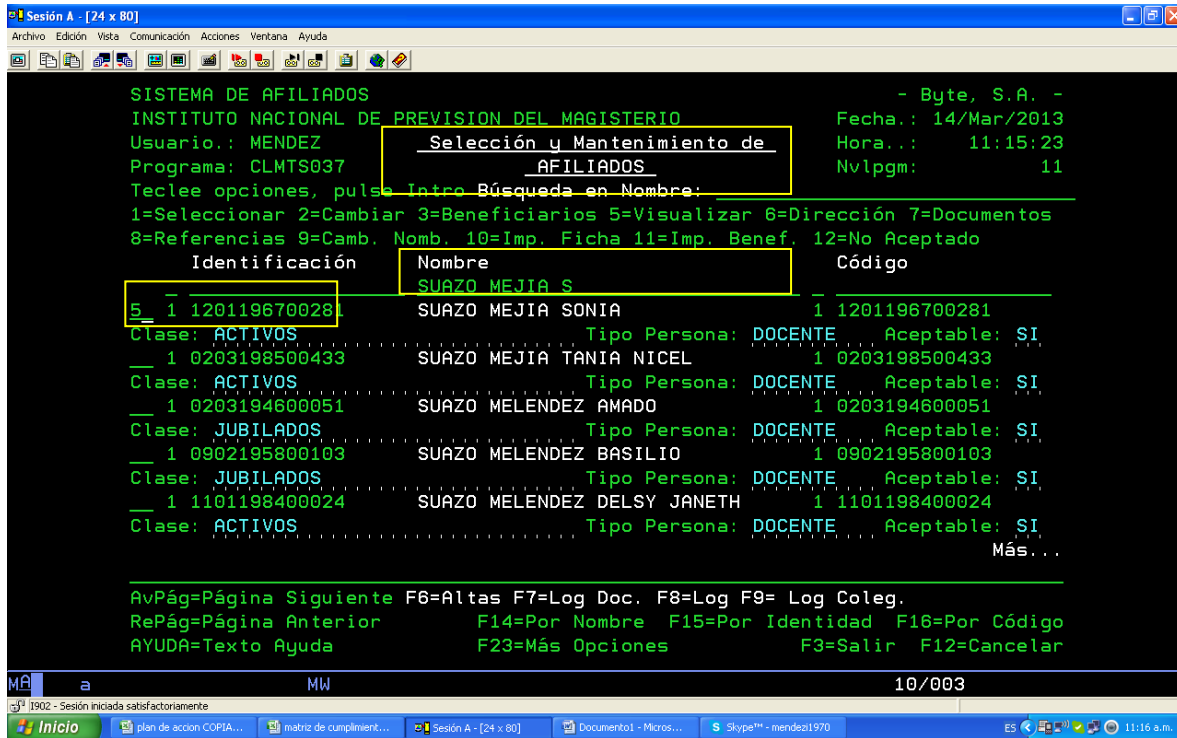 Sesión A - [24 x 80]
Archivo Edición Vista Comunicación Acciones Ventana Ayuda
SISTEMA DE AFILIADOS - Byte, S.A. -
INSTITUTO NACIONAL DE PREVISION DEL MAGISTERIO Fecha.: 14/Mar/2013
Usuario.: MENDEZ Selección y Mantenimiento de Hora..: 11:15:23
Programa: CLMTS037 AFILIADOS Nvlpgm: 11
Teclee opciones, pulse Intro Búsqueda en Nombre:
1=Seleccionar 2=Cambiar 3=Beneficiarios 5=Visualizar 6=Dirección 7=Documentos
8=Referencias 9=Camb. Nomb. 10=Imp. Ficha 11=Imp. Benef. 12=No Aceptado
Identificación Nombre Código
SUAZO MEJIA S
5_ 1 1201196700281 SUAZO MEJIA SONIA 1 1201196700281
Clase: ACTIVOS Tipo Persona: DOCENTE Aceptable: SI
__ 1 0203198500433 SUAZO MEJIA TANIA NICEL 1 0203198500433
Clase: ACTIVOS Tipo Persona: DOCENTE Aceptable: SI
__ 1 0203194600051 SUAZO MELENDEZ AMADO 1 0203194600051
Clase: JUBILADOS Tipo Persona: DOCENTE Aceptable: SI
__ 1 0902195800103 SUAZO MELENDEZ BASILIO 1 0902195800103
Clase: JUBILADOS Tipo Persona: DOCENTE Aceptable: SI
__ 1 1101198400024 SUAZO MELENDEZ DELSY JANETH 1 1101198400024
Clase: ACTIVOS Tipo Persona: DOCENTE Aceptable: SI
Más...
AvPág=Página Siguiente F6=Altas F7=Log Doc. F8=Log F9= Log Coleg.
RePág=Página Anterior F14=Por Nombre F15=Por Identidad F16=Por Código
AYUDA=Texto Ayuda F23=Más Opciones F3=Salir F12=Cancelar
MA a MW 10/003
I902 - Sesión iniciada satisfactoriamente
Inicio plan de accion COPIA... matriz de cumplimient... Sesión A - [24 x 80] Documento1 - Micros... Skype™ - mendezi1970 ES 11:16 a.m.